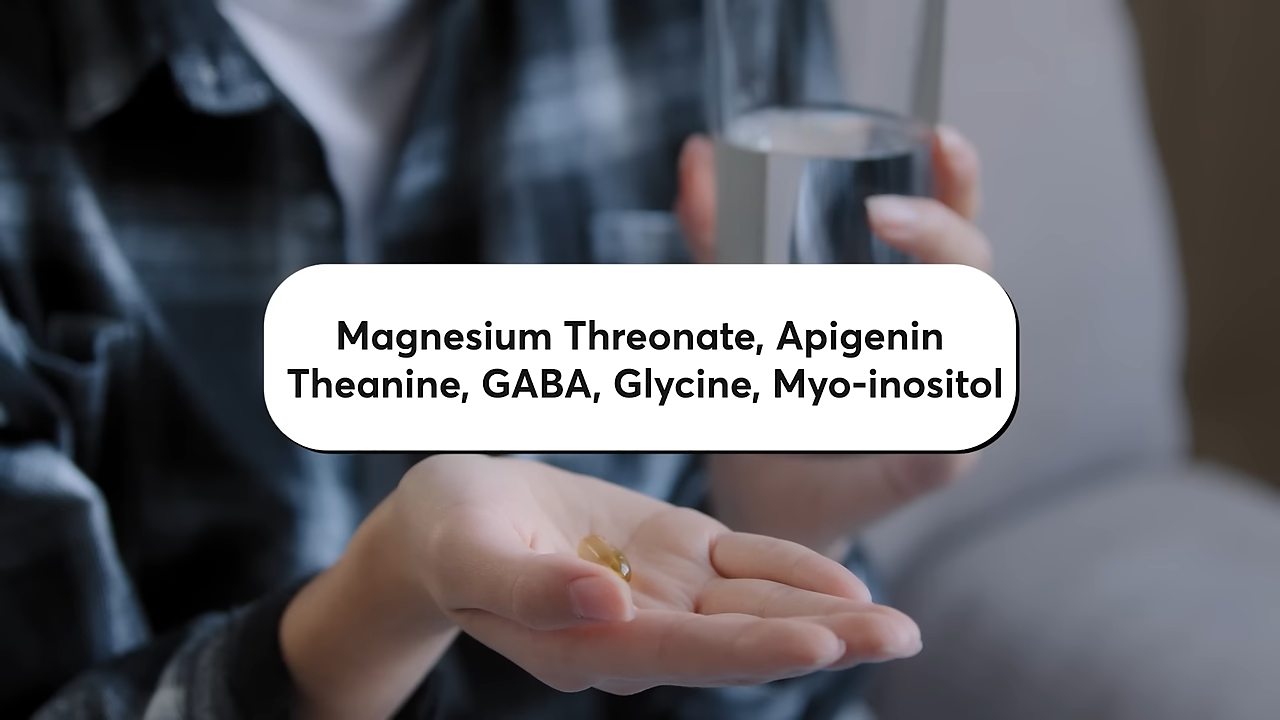 Magnesium Threonate, Apigenin
Theanine, GABA, Glycine, Myo-inositol